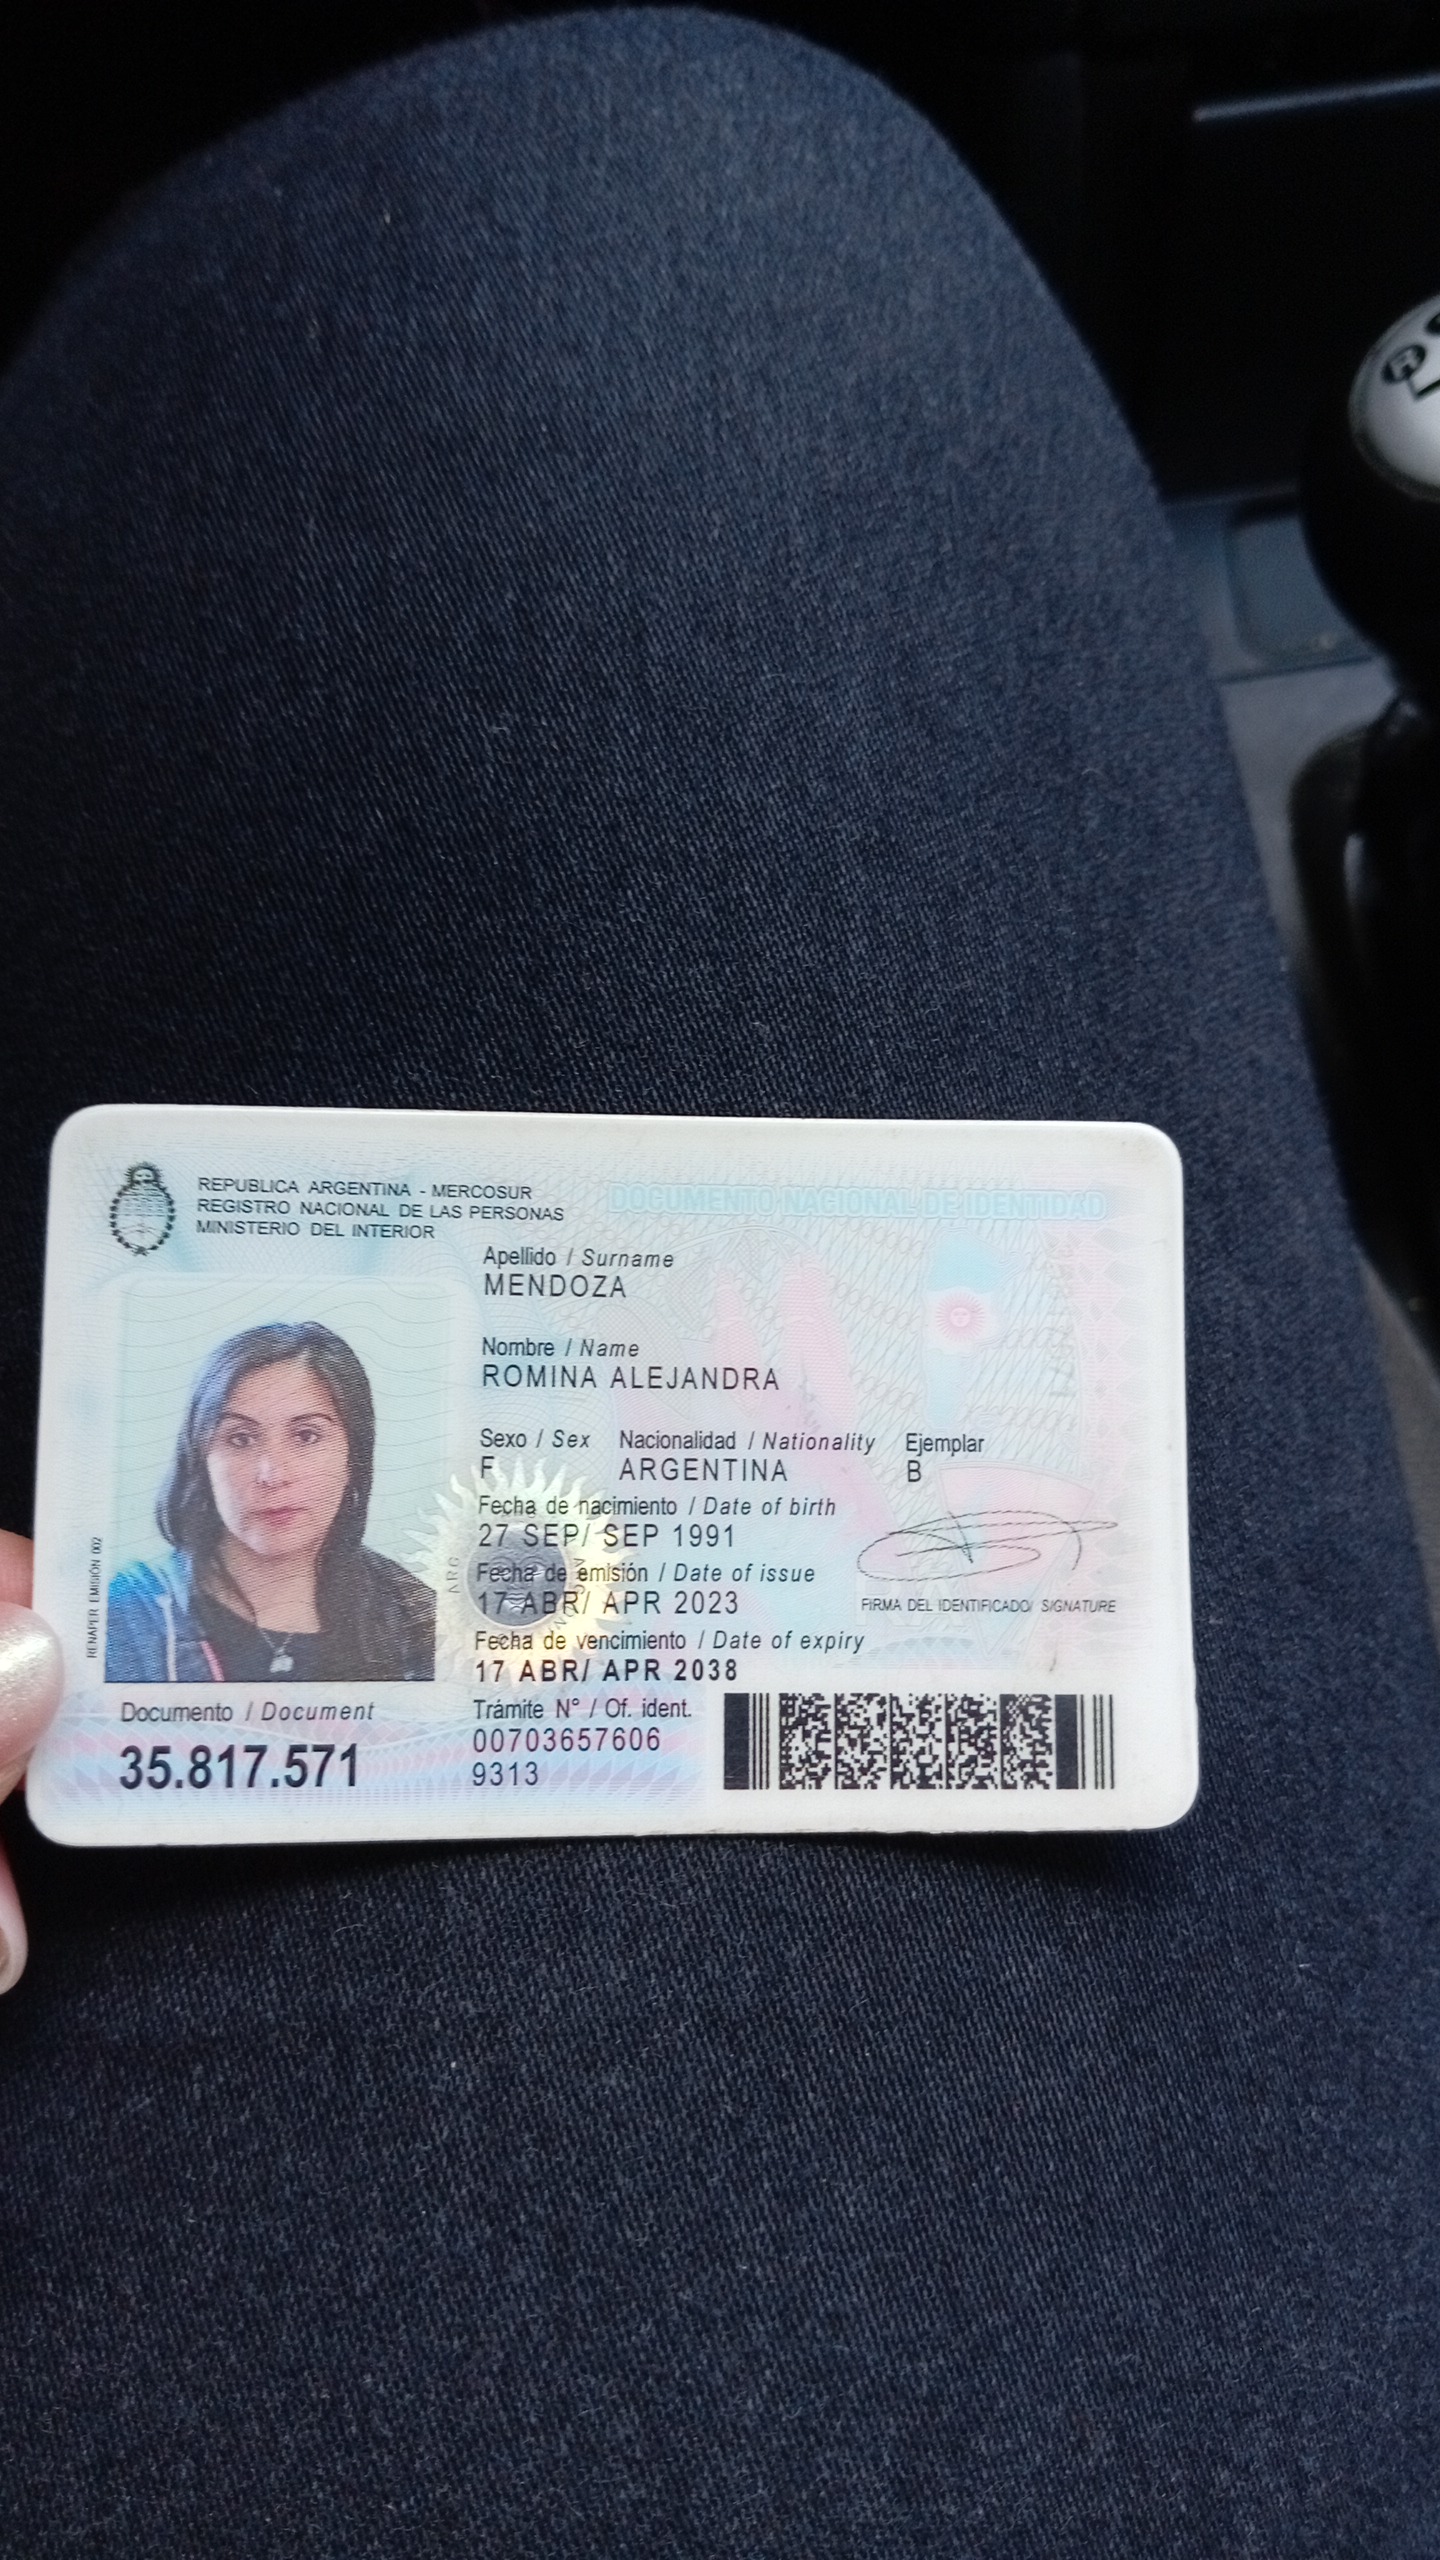 REPUBLICA ARGENTINA - MERCOSUR
REGISTRO NACIONAL DE LAS PERSONAS
MINISTERIO DEL INTERIOR
DOCUMENTO NACIONAL DE IDENTIDAD
Apellido / Surname
MENDOZA
Nombre / Name
ROMINA ALEJANDRA
Sexo / Sex Nacionalidad / Nationality Ejemplar
F ARGENTINA B
Fecha de nacimiento / Date of birth
27 SEP/ SEP 1991
Fecha de emisión / Date of issue
17 ABR/ APR 2023
FIRMA DEL IDENTIFICADO/ SIGNATURE
Fecha de vencimiento / Date of expiry
17 ABR/ APR 2038
RENAPER EMISIÓN 002
Documento / Document
35.817.571
Trámite N° / Of. ident.
00703657606
9313